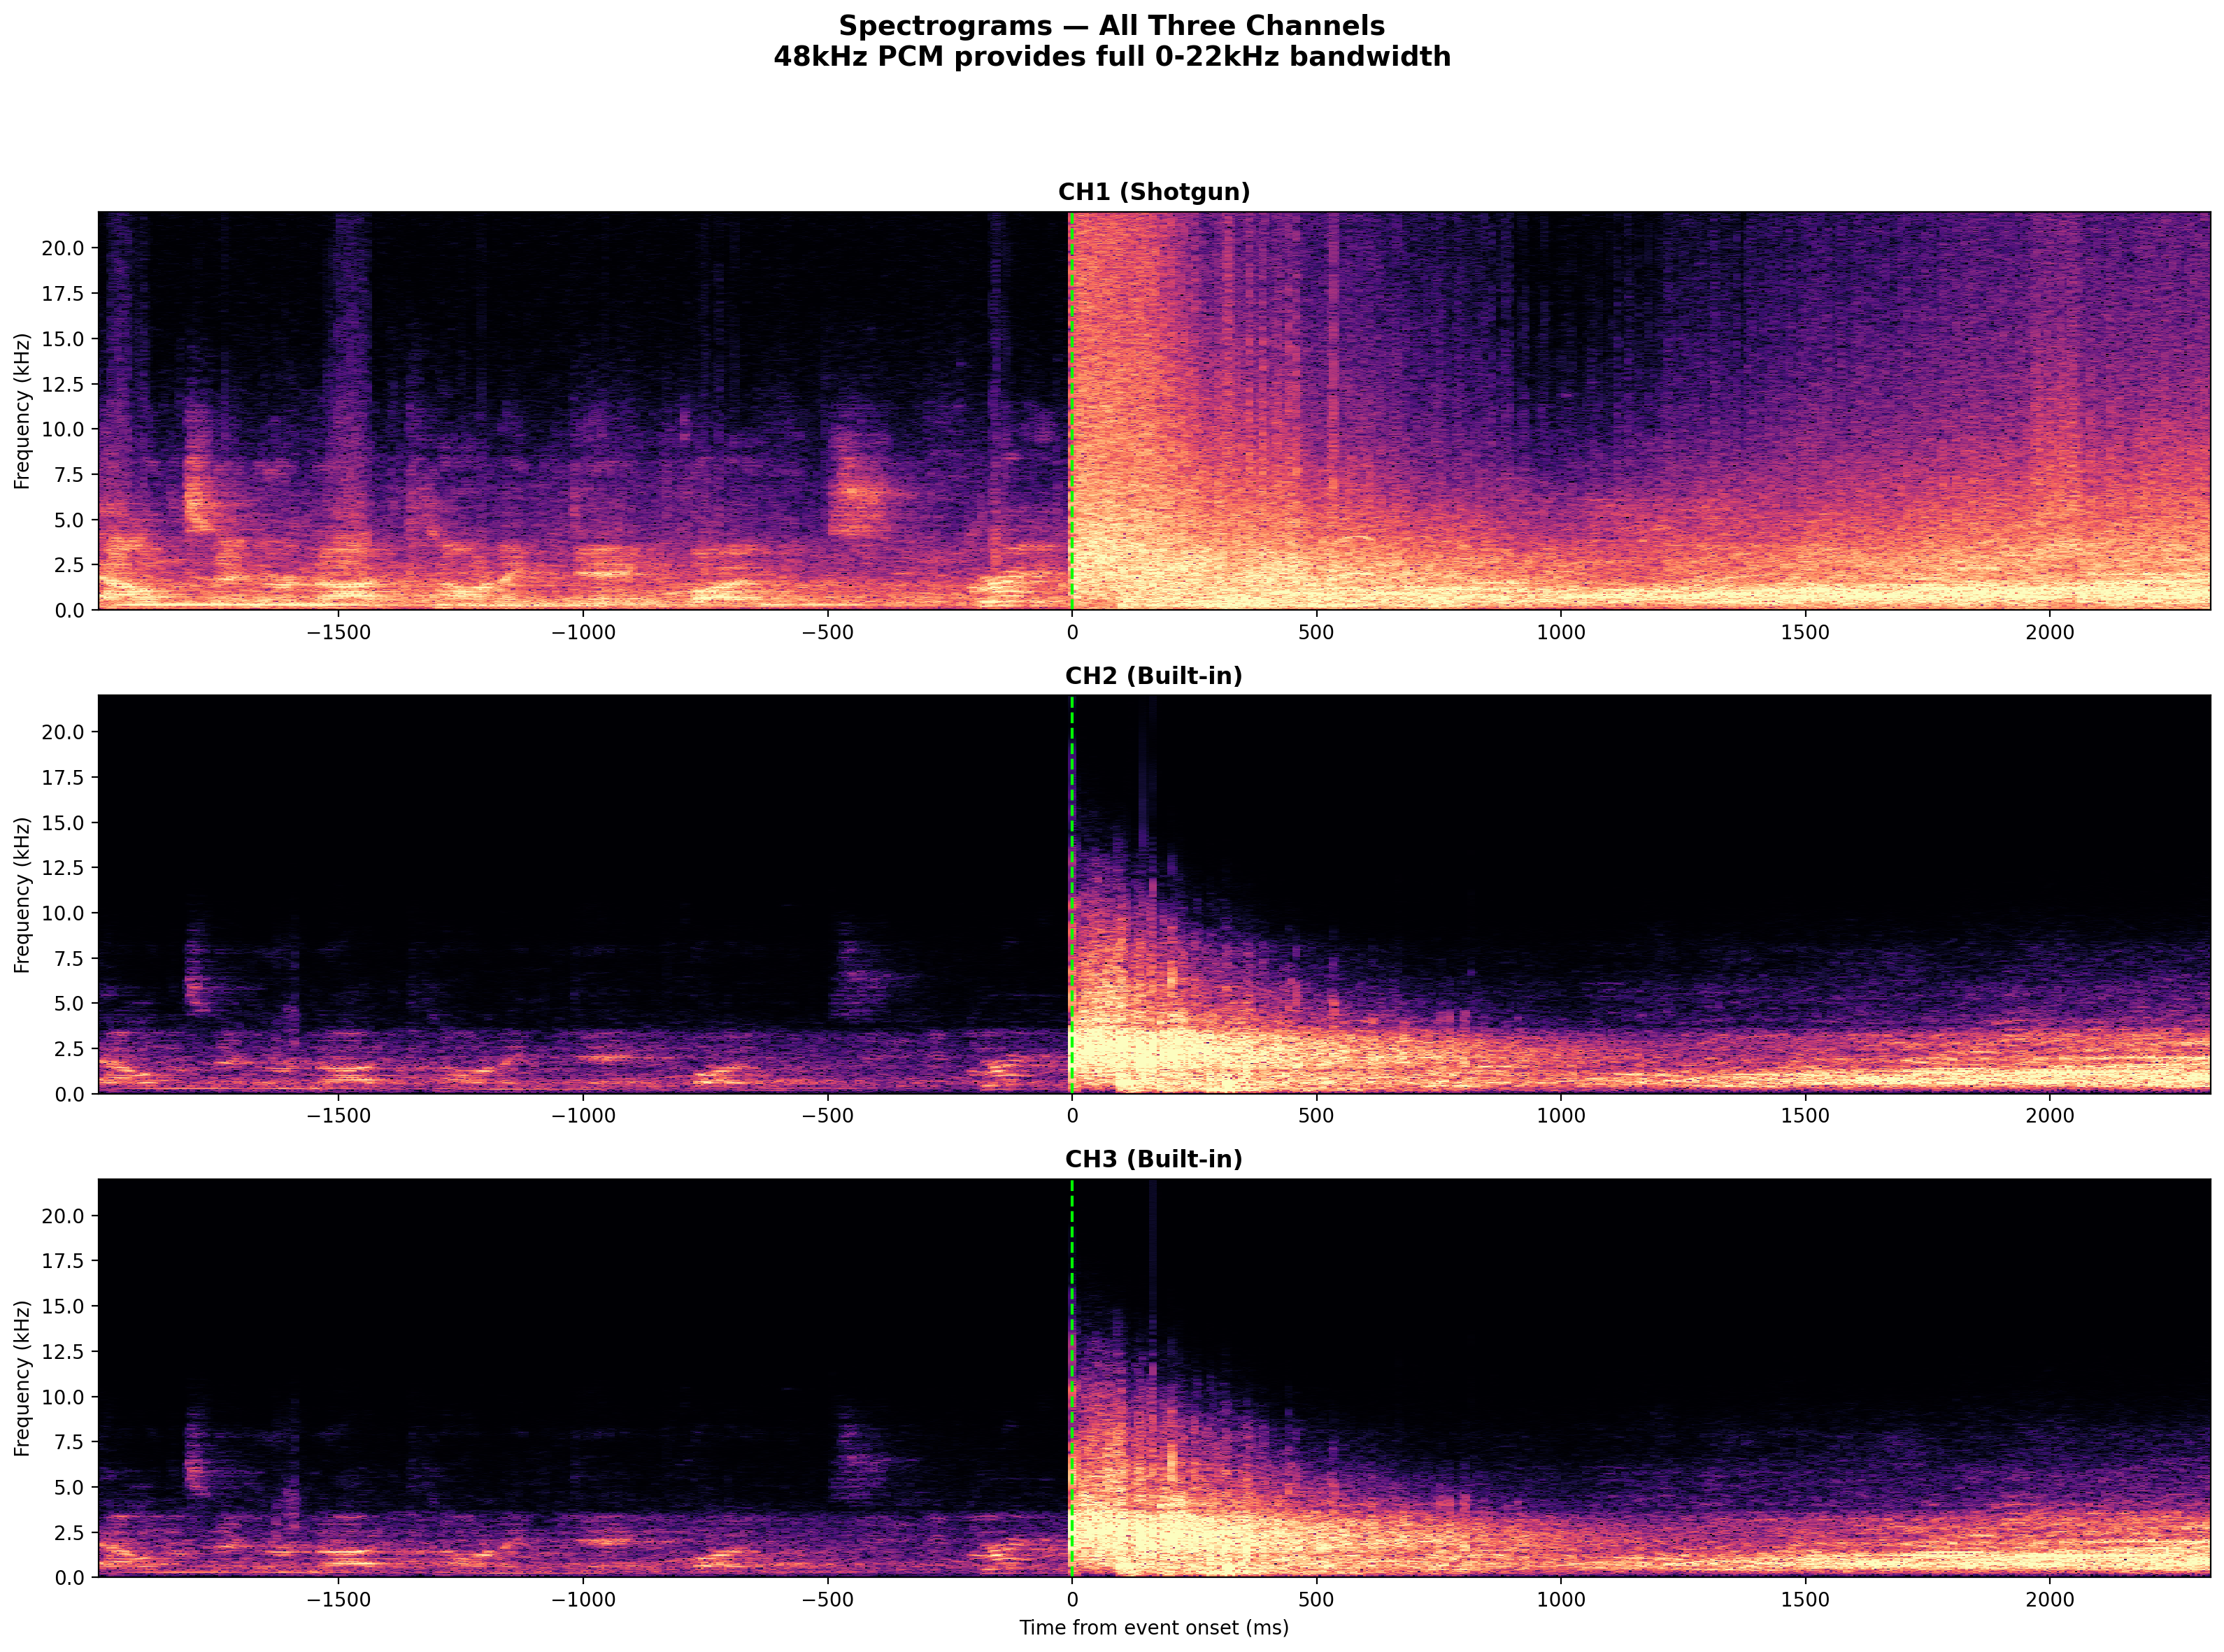 Spectrograms — All Three Channels
48kHz PCM provides full 0-22kHz bandwidth
CH1 (Shotgun)
Frequency (kHz)
20.0
17.5
15.0
12.5
10.0
7.5
5.0
2.5
0.0
−1500 −1000 −500 0 500 1000 1500 2000
CH2 (Built-in)
Frequency (kHz)
20.0
17.5
15.0
12.5
10.0
7.5
5.0
2.5
0.0
−1500 −1000 −500 0 500 1000 1500 2000
CH3 (Built-in)
Frequency (kHz)
20.0
17.5
15.0
12.5
10.0
7.5
5.0
2.5
0.0
−1500 −1000 −500 0 500 1000 1500 2000
Time from event onset (ms)